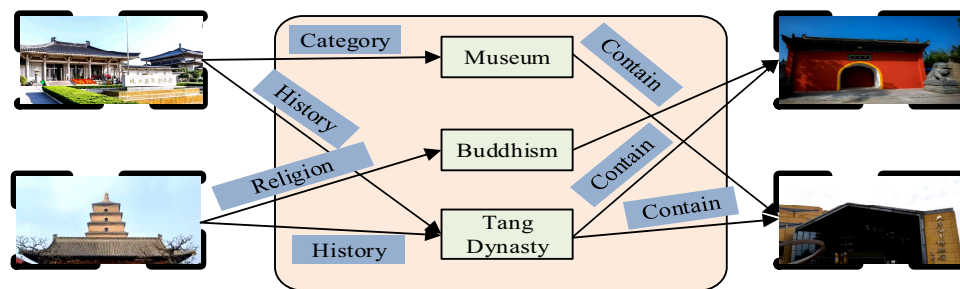 Category
Museum
Contain
History
Buddhism
Religion
Contain
Tang
Dynasty
Contain
History